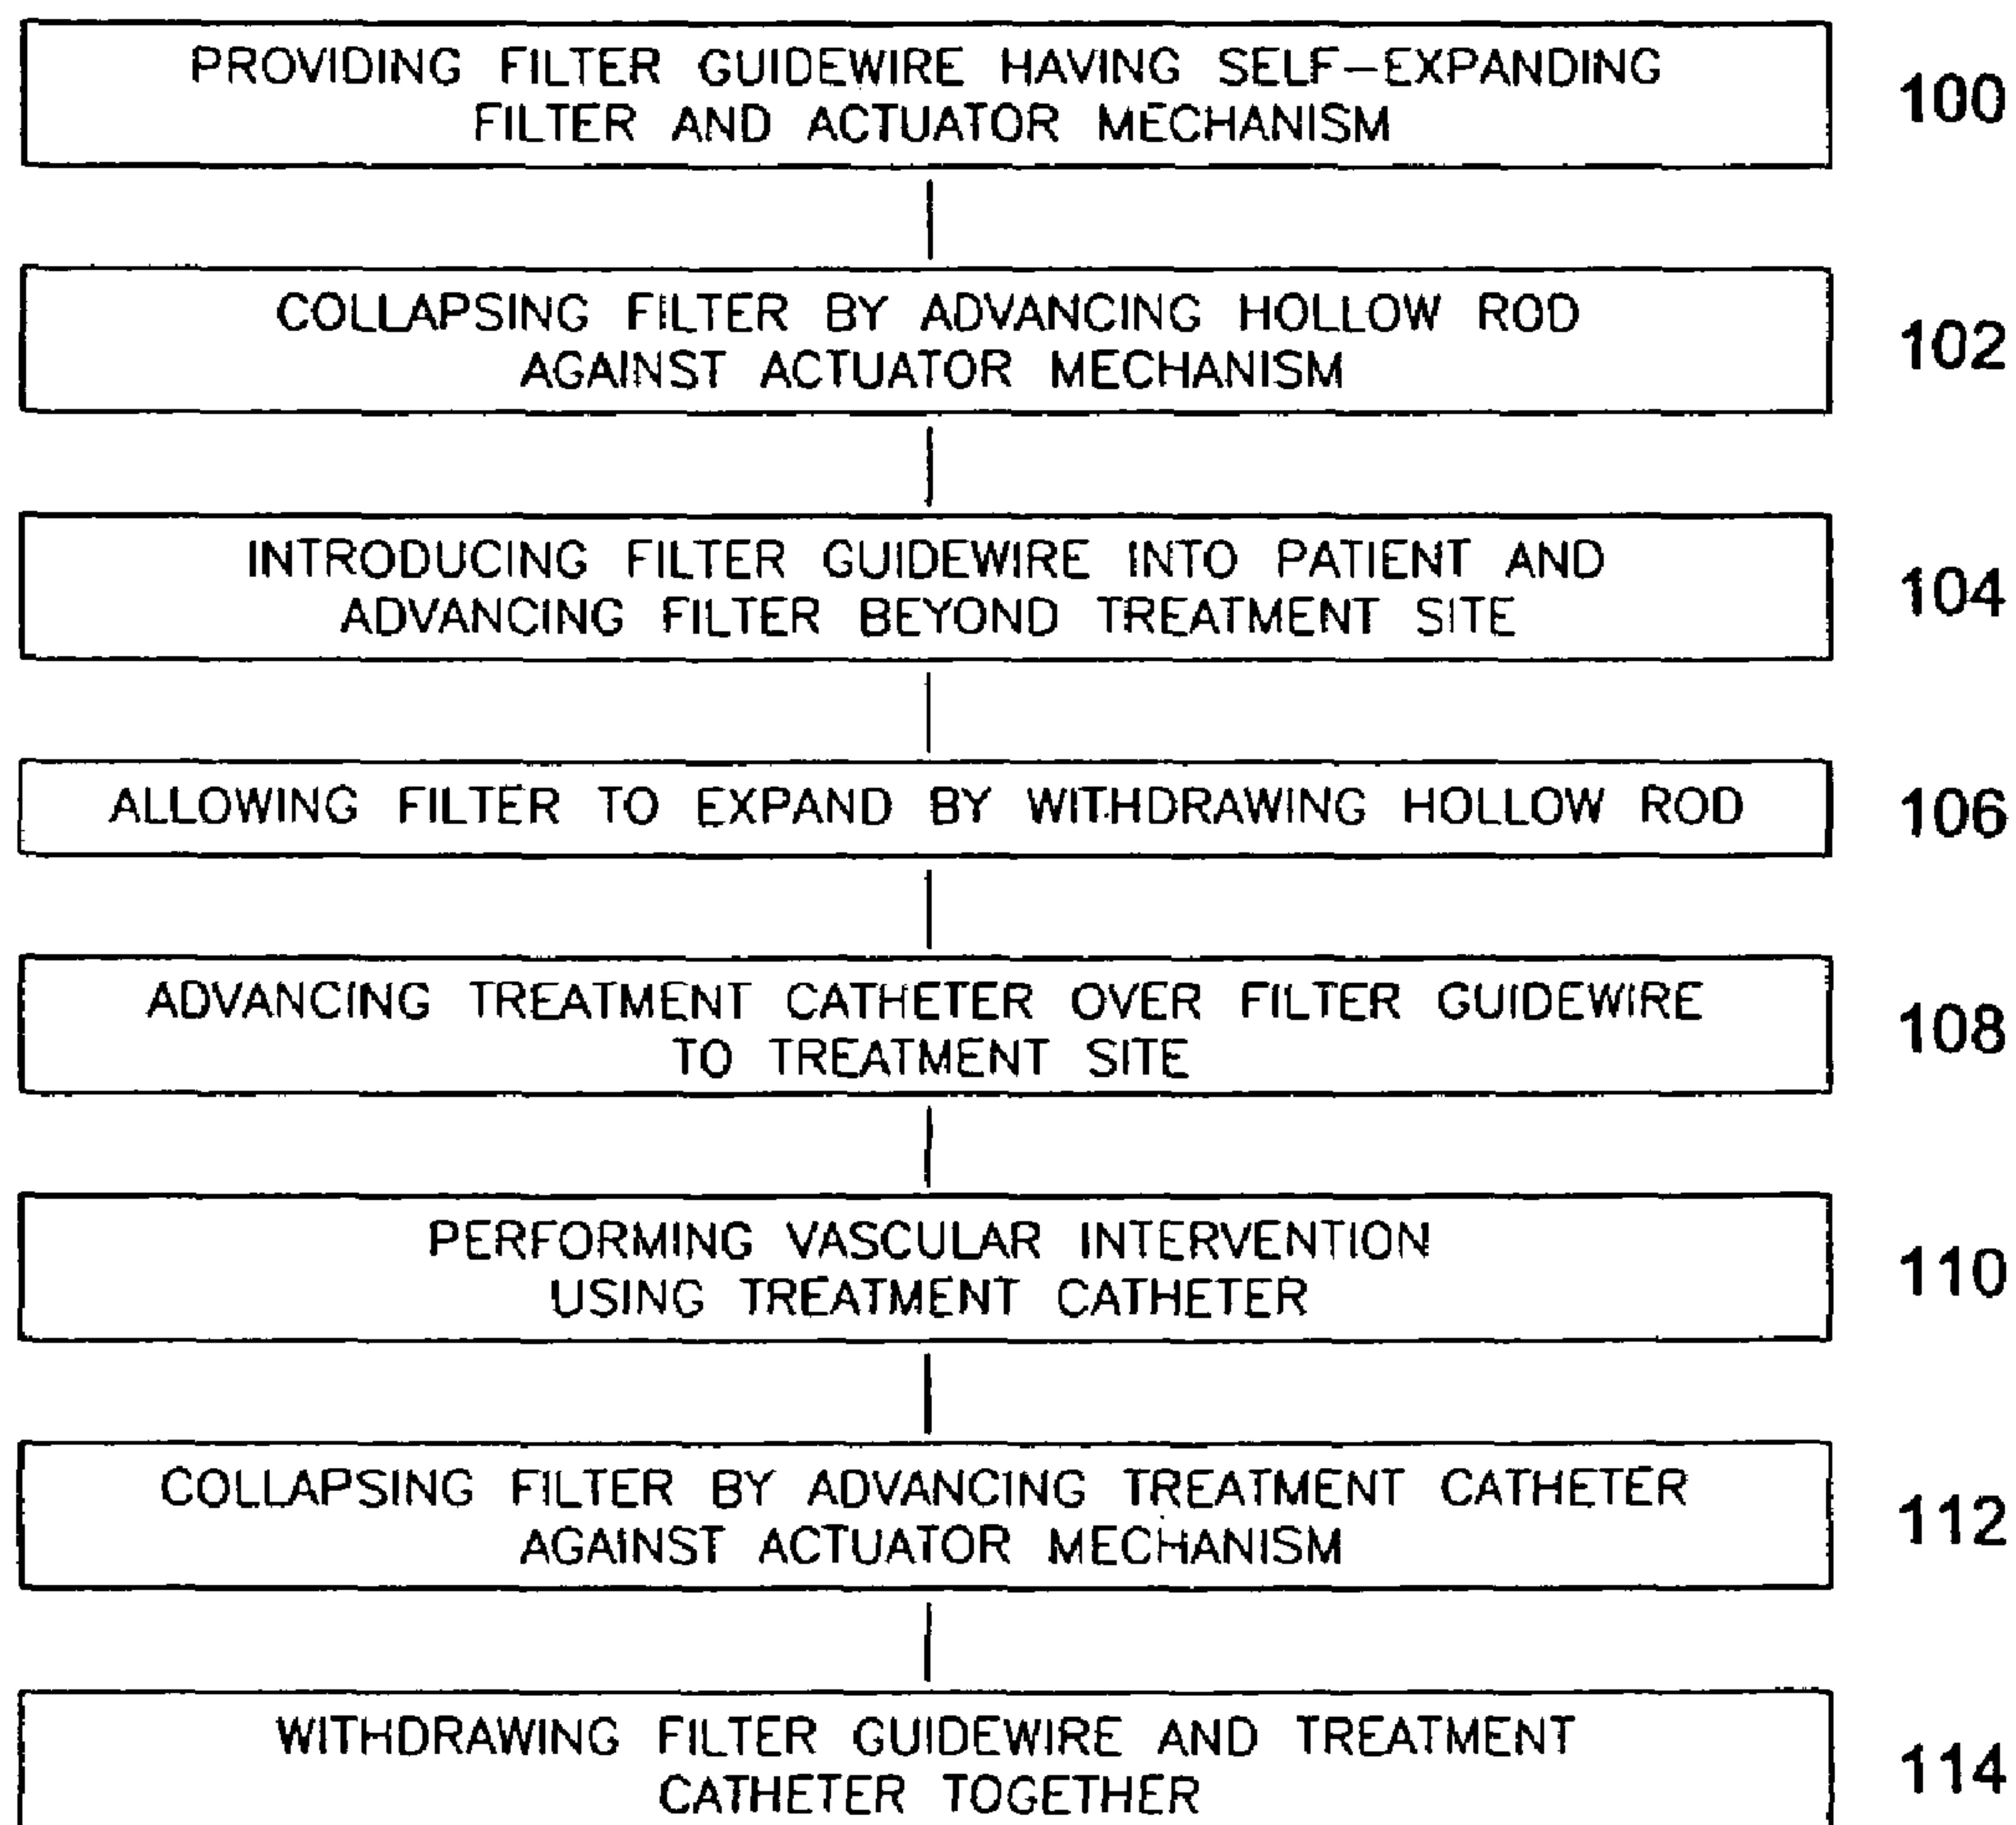 PROVIDING FILTER GUIDEWIRE HAVING SELF-EXPANDING
FILTER AND ACTUATOR MECHANISM
100
COLLAPSING FILTER BY ADVANCING HOLLOW ROD
AGAINST ACTUATOR MECHANISM
102
INTRODUCING FILTER GUIDEWIRE INTO PATIENT AND
ADVANCING FILTER BEYOND TREATMENT SITE
104
ALLOWING FILTER TO EXPAND BY WITHDRAWING HOLLOW ROD
106
ADVANCING TREATMENT CATHETER OVER FILTER GUIDEWIRE
TO TREATMENT SITE
108
PERFORMING VASCULAR INTERVENTION
USING TREATMENT CATHETER
110
COLLAPSING FILTER BY ADVANCING TREATMENT CATHETER
AGAINST ACTUATOR MECHANISM
112
WITHDRAWING FILTER GUIDEWIRE AND TREATMENT
CATHETER TOGETHER
114